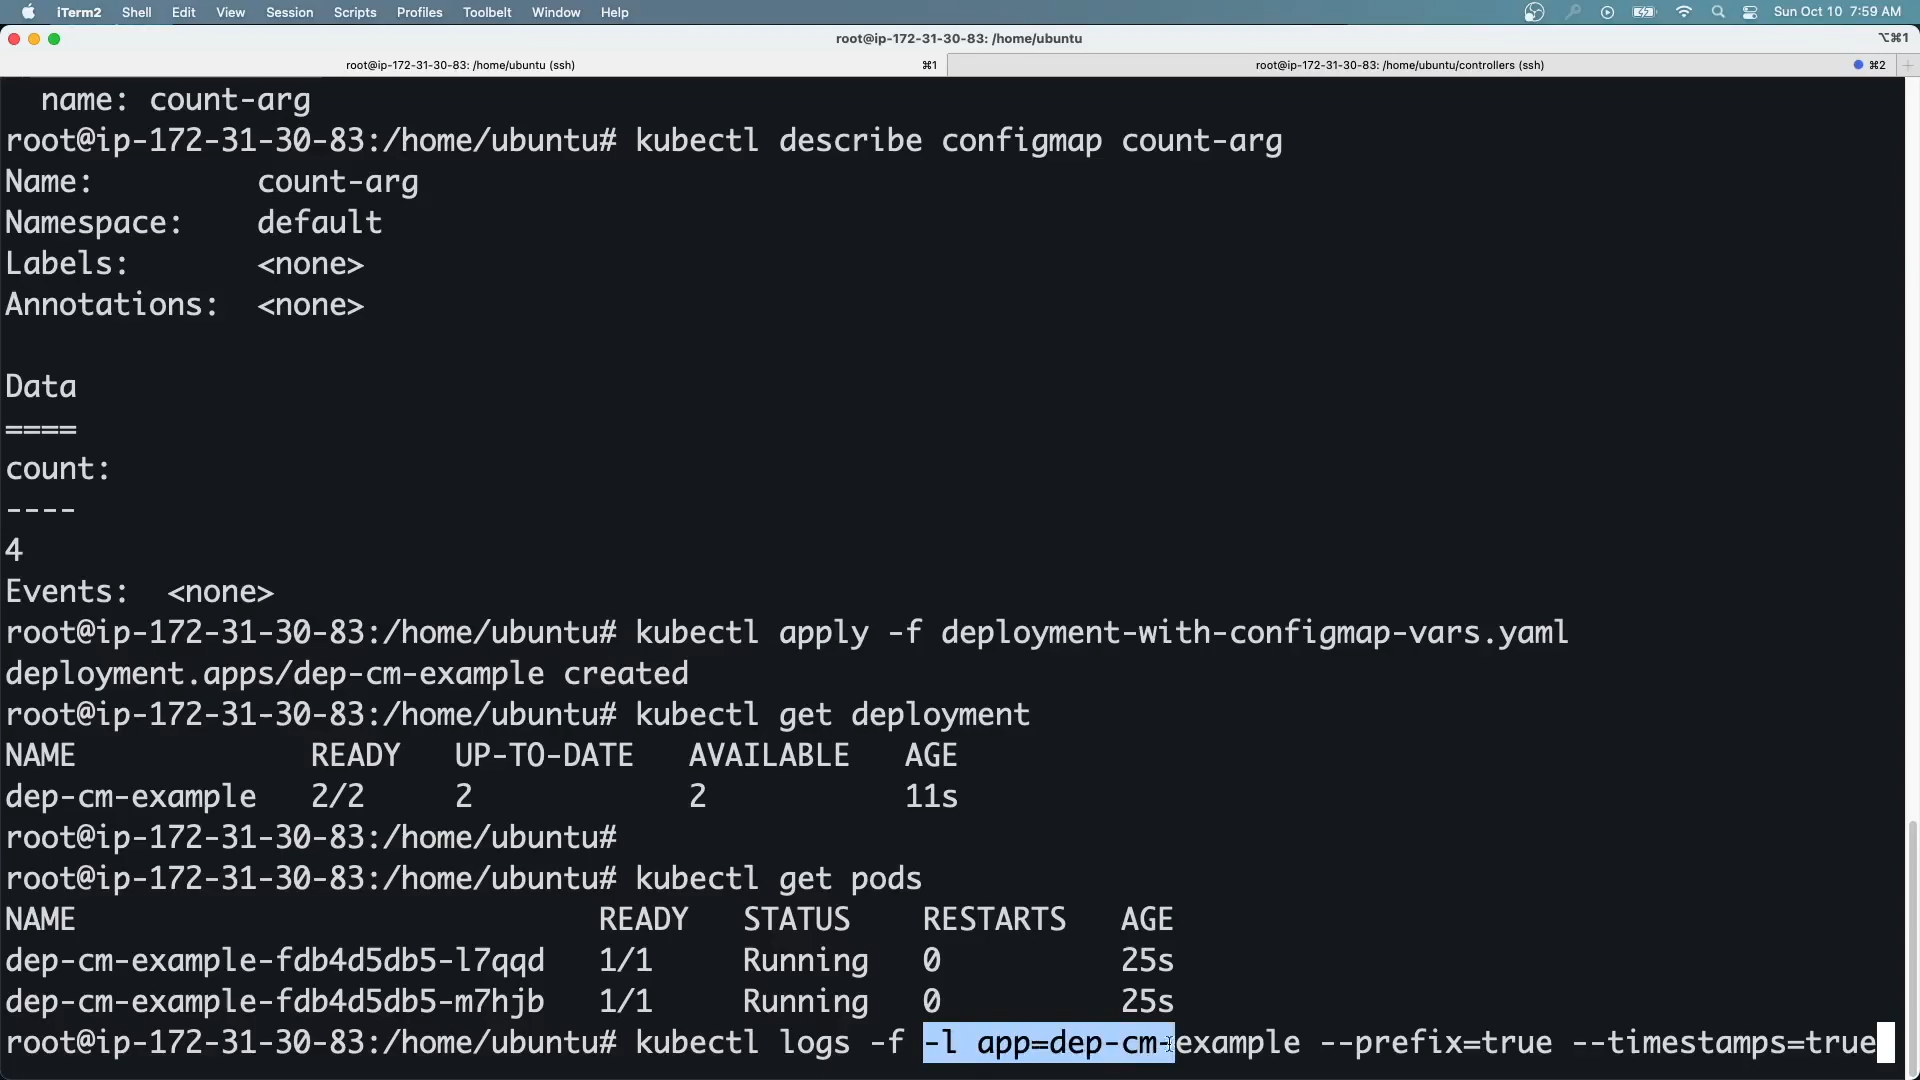 iTerm2 Shell Edit View Session Scripts Profiles Toolbelt Window Help Sun Oct 10 7:59 AM
root@ip-172-31-30-83: /home/ubuntu ⌥⌘1
root@ip-172-31-30-83: /home/ubuntu (ssh) ⌘1 root@ip-172-31-30-83: /home/ubuntu/controllers (ssh) ⌘2
name: count-arg
root@ip-172-31-30-83:/home/ubuntu# kubectl describe configmap count-arg
Name: count-arg
Namespace: default
Labels: <none>
Annotations: <none>
Data
====
count:
----
4
Events: <none>
root@ip-172-31-30-83:/home/ubuntu# kubectl apply -f deployment-with-configmap-vars.yaml
deployment.apps/dep-cm-example created
root@ip-172-31-30-83:/home/ubuntu# kubectl get deployment
NAME READY UP-TO-DATE AVAILABLE AGE
dep-cm-example 2/2 2 2 11s
root@ip-172-31-30-83:/home/ubuntu#
root@ip-172-31-30-83:/home/ubuntu# kubectl get pods
NAME READY STATUS RESTARTS AGE
dep-cm-example-fdb4d5db5-l7qqd 1/1 Running 0 25s
dep-cm-example-fdb4d5db5-m7hjb 1/1 Running 0 25s
root@ip-172-31-30-83:/home/ubuntu# kubectl logs -f -l app=dep-cm-example --prefix=true --timestamps=true